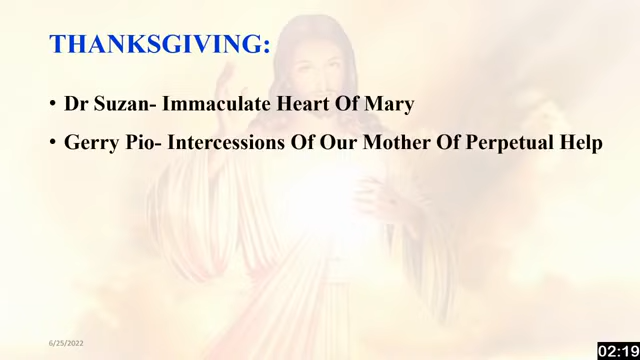 THANKSGIVING:
• Dr Suzan- Immaculate Heart Of Mary
• Gerry Pio- Intercessions Of Our Mother Of Perpetual Help
6/25/2022
02:19